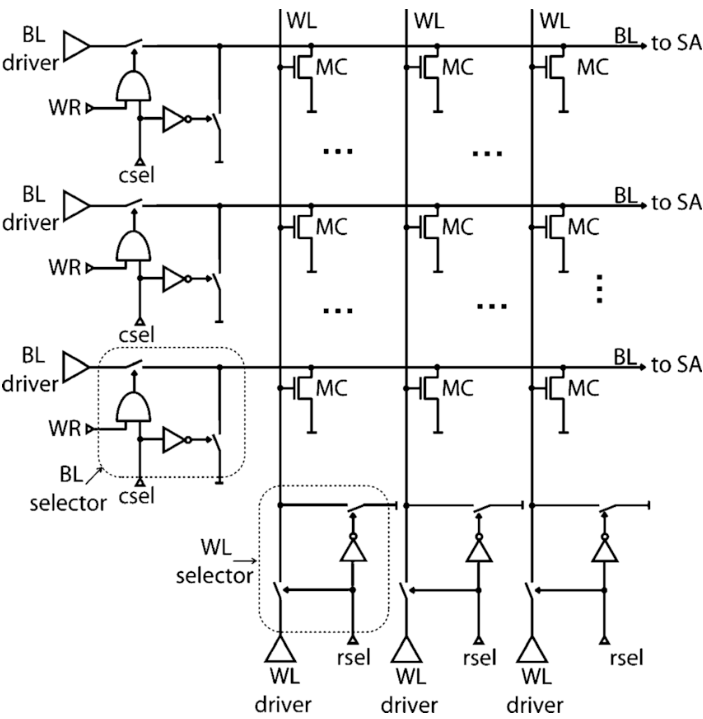 WL WL WL
BL driver
BL to SA
MC MC MC
WR
csel
... ...
BL driver
BL to SA
MC MC MC
WR
... ...
csel
BL driver
BL to SA
MC MC MC
WR
BL selector
csel
WL selector
rsel rsel rsel
WL driver
WL driver
WL driver